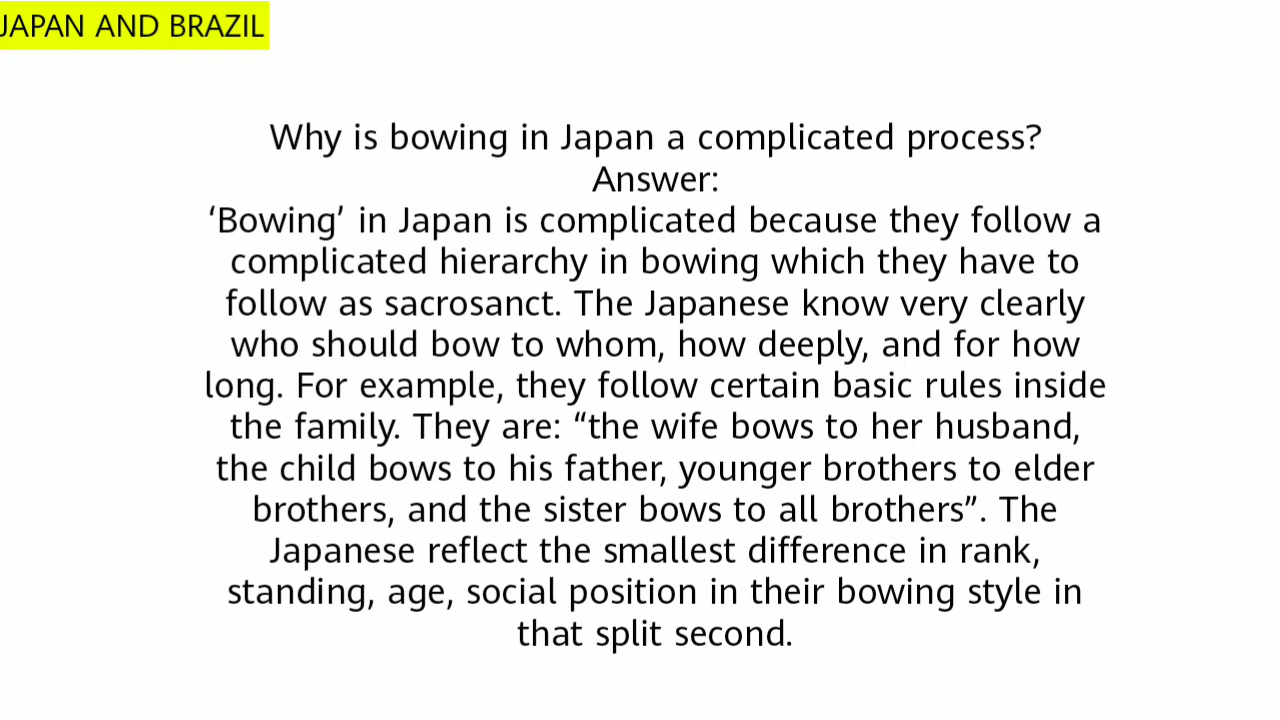 JAPAN AND BRAZIL
Why is bowing in Japan a complicated process?
Answer:
‘Bowing’ in Japan is complicated because they follow a
complicated hierarchy in bowing which they have to
follow as sacrosanct. The Japanese know very clearly
who should bow to whom, how deeply, and for how
long. For example, they follow certain basic rules inside
the family. They are: “the wife bows to her husband,
the child bows to his father, younger brothers to elder
brothers, and the sister bows to all brothers”. The
Japanese reflect the smallest difference in rank,
standing, age, social position in their bowing style in
that split second.